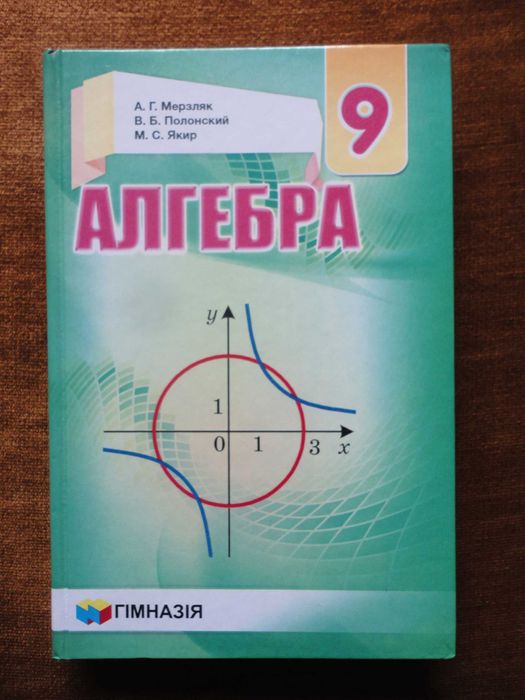 А. Г. Мерзляк
В. Б. Полонский
М. С. Якир
9
АЛГЕБРА
y
1
0 1 3 x
ГІМНАЗІЯ